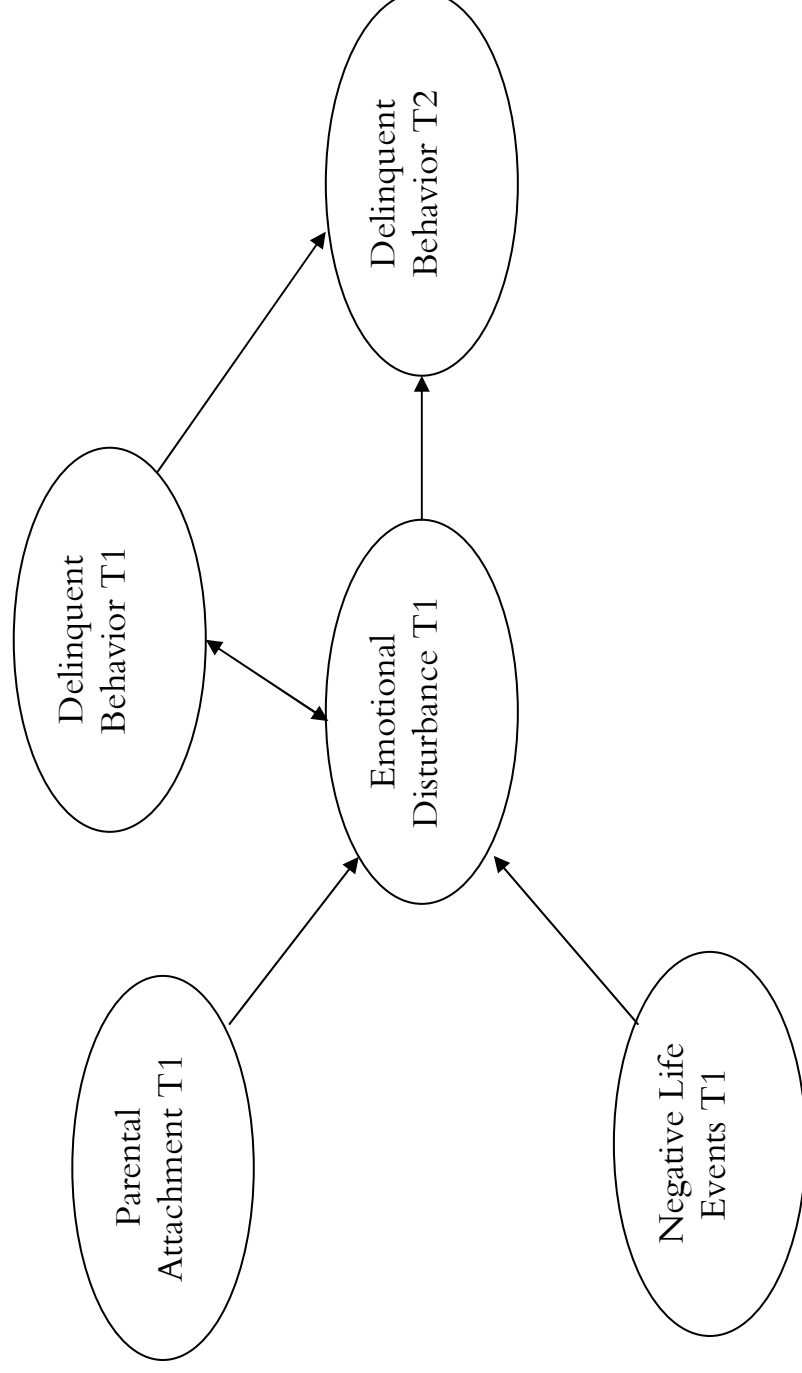 Parental
Attachment T1
Negative Life
Events T1
Delinquent
Behavior T1
Emotional
Disturbance T1
Delinquent
Behavior T2